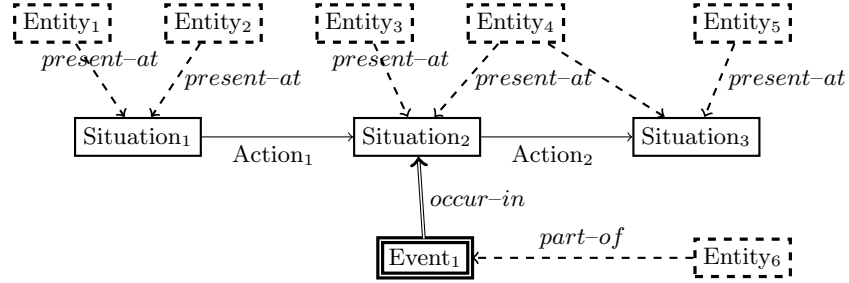 Entity₁ Entity₂ Entity₃ Entity₄ Entity₅
present–at present–at present–at present–at present–at
Situation₁ Situation₂ Situation₃
Action₁ Action₂
occur–in
part–of
Event₁ Entity₆